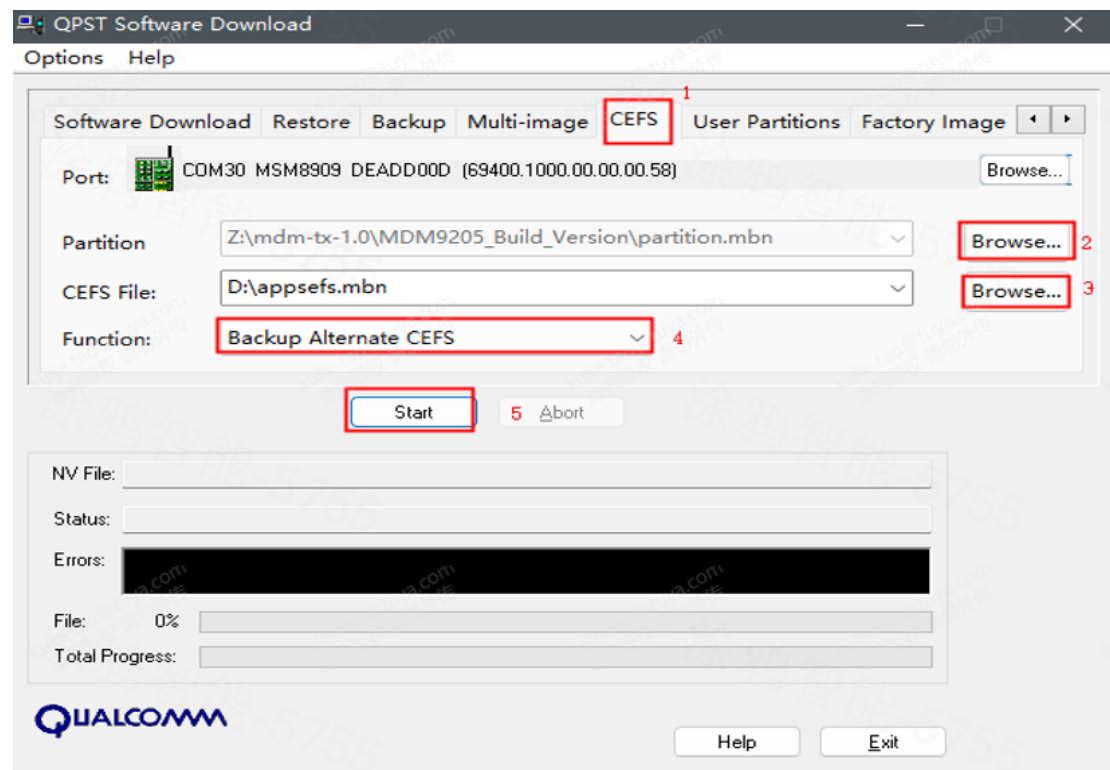 QPST Software Download
Options Help
1
Software Download Restore Backup Multi-image CEFS User Partitions Factory Image
Port: COM30 MSM8909 DEADD00D (69400.1000.00.00.00.58) Browse...
Partition Z:\mdm-tx-1.0\MDM9205_Build_Version\partition.mbn Browse... 2
CEFS File: D:\appsefs.mbn Browse... 3
Function: Backup Alternate CEFS 4
Start 5 Abort
NV File:
Status:
Errors:
File: 0%
Total Progress:
QUALCOMM
Help Exit